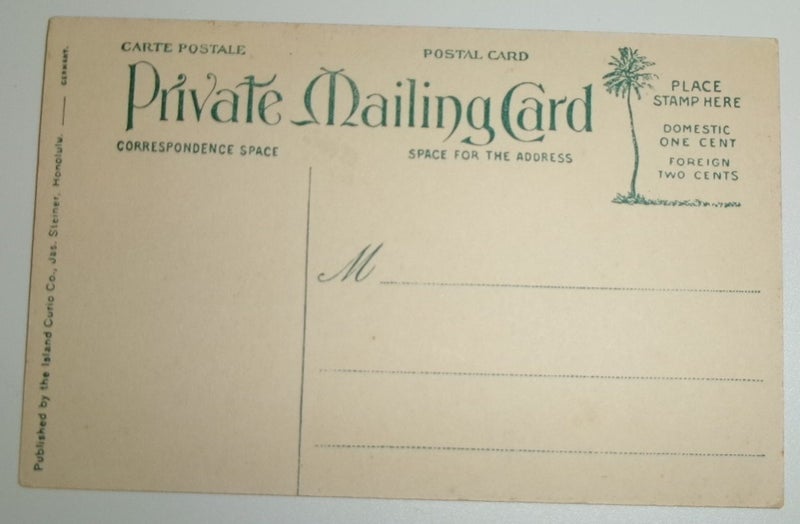 CARTE POSTALE
POSTAL CARD
Private Mailing Card
CORRESPONDENCE SPACE
SPACE FOR THE ADDRESS
PLACE
STAMP HERE
DOMESTIC
ONE CENT
FOREIGN
TWO CENTS
M
Published by the Island Curio Co., Jas. Steiner, Honolulu. —— GERMANY.